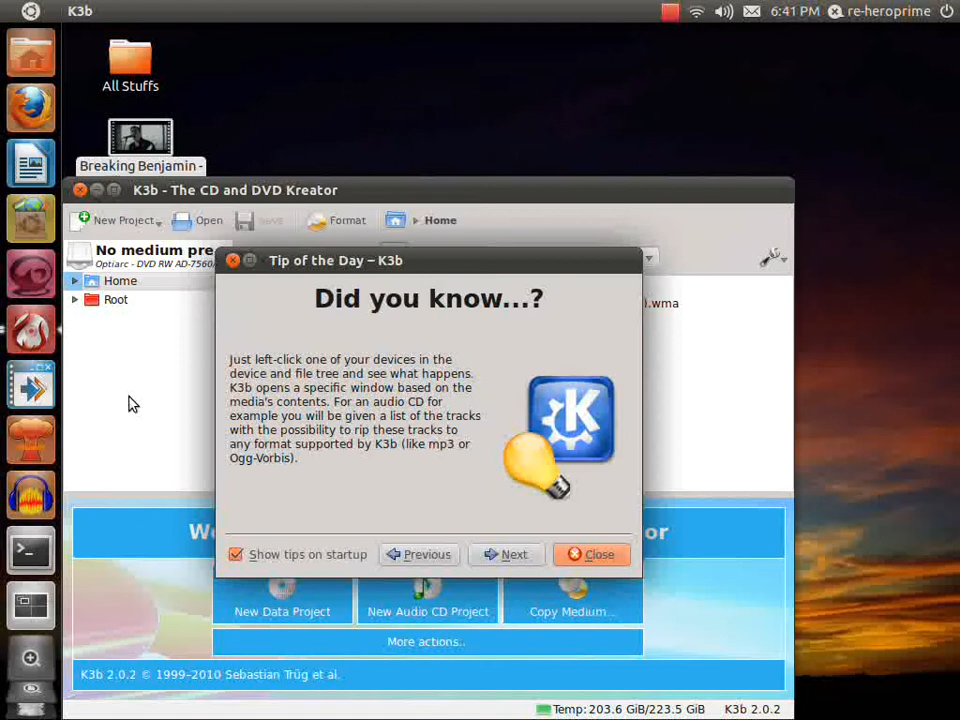 K3b
6:41 PM
re-heroprime
All Stuffs
Breaking Benjamin -
K3b - The CD and DVD Kreator
New Project
Open
Save
Format
Home
No medium pre
Optiarc - DVD RW AD-7560/
Home
Root
).wma
Tip of the Day – K3b
Did you know...?
Just left-click one of your devices in the
device and file tree and see what happens.
K3b opens a specific window based on the
media's contents. For an audio CD for
example you will be given a list of the tracks
with the possibility to rip these tracks to
any format supported by K3b (like mp3 or
Ogg-Vorbis).
Show tips on startup
Previous
Next
Close
We
or
New Data Project
New Audio CD Project
Copy Medium...
More actions..
K3b 2.0.2 © 1999–2010 Sebastian Trüg et al.
Temp: 203.6 GiB/223.5 GiB
K3b 2.0.2